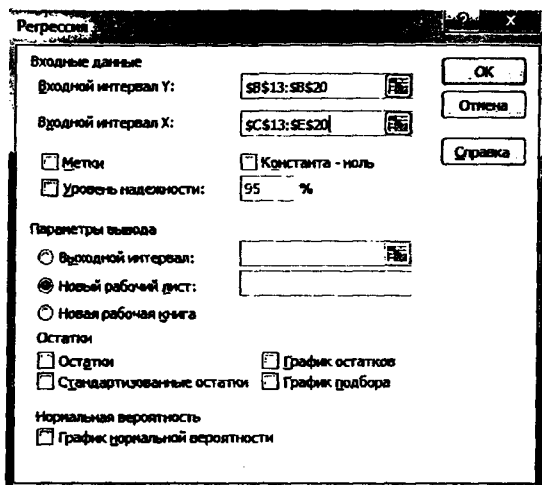 Регрессия
? x
Входные данные
Входной интервал Y: $B$13:$B$20
Входной интервал X: $C$13:$E$20
Метки
Константа - ноль
Уровень надежности: 95 %
ОК
Отмена
Справка
Параметры вывода
Выходной интервал:
Новый рабочий лист:
Новая рабочая книга
Остатки
Остатки
График остатков
Стандартизованные остатки
График подбора
Нормальная вероятность
График нормальной вероятности